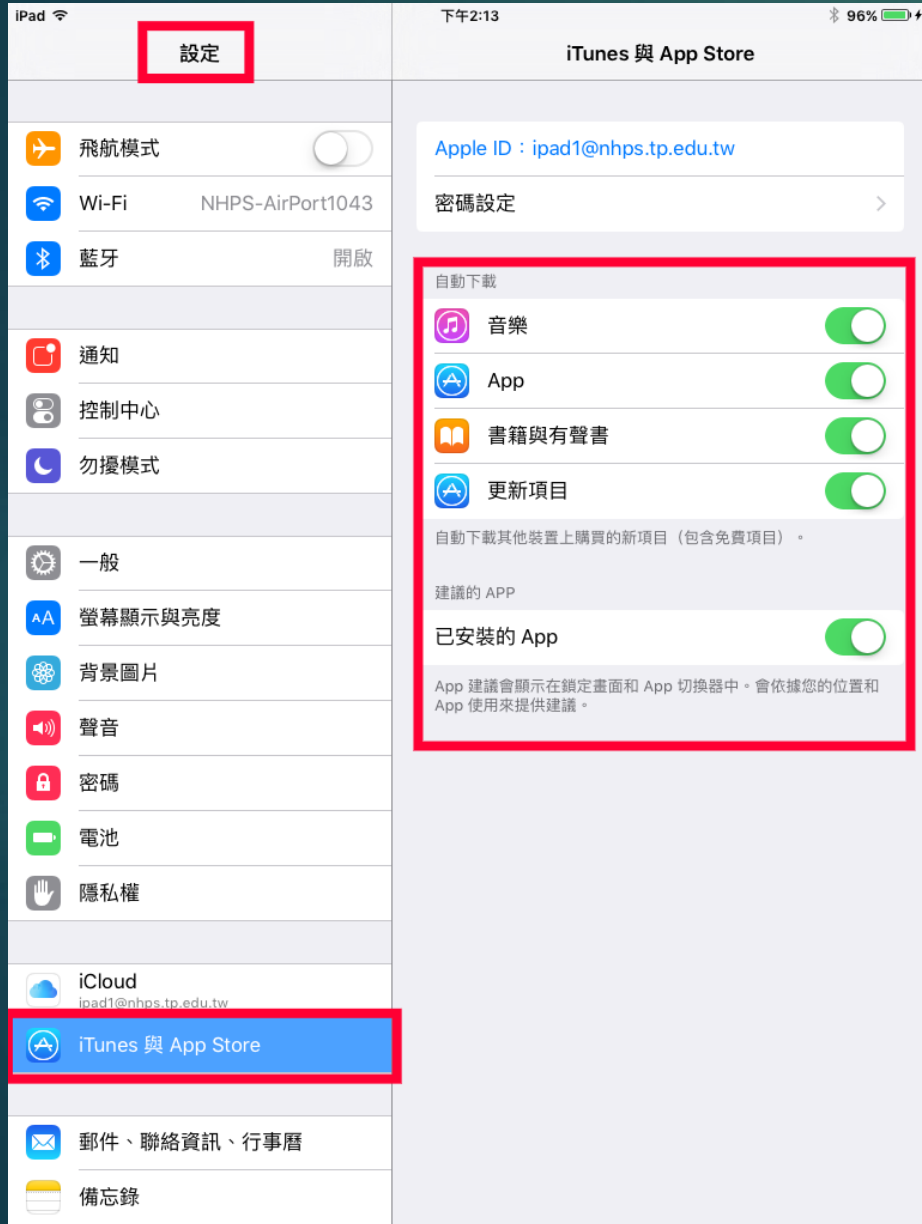 iPad
下午2:13
96%
設定
iTunes 與 App Store
飛航模式
Wi-Fi NHPS-AirPort1043
藍牙 開啟
通知
控制中心
勿擾模式
一般
AA 螢幕顯示與亮度
背景圖片
聲音
密碼
電池
隱私權
iCloud
ipad1@nhps.tp.edu.tw
iTunes 與 App Store
郵件、聯絡資訊、行事曆
備忘錄
Apple ID：ipad1@nhps.tp.edu.tw
密碼設定
自動下載
音樂
App
書籍與有聲書
更新項目
自動下載其他裝置上購買的新項目（包含免費項目）。
建議的 APP
已安裝的 App
App 建議會顯示在鎖定畫面和 App 切換器中。會依據您的位置和
App 使用來提供建議。